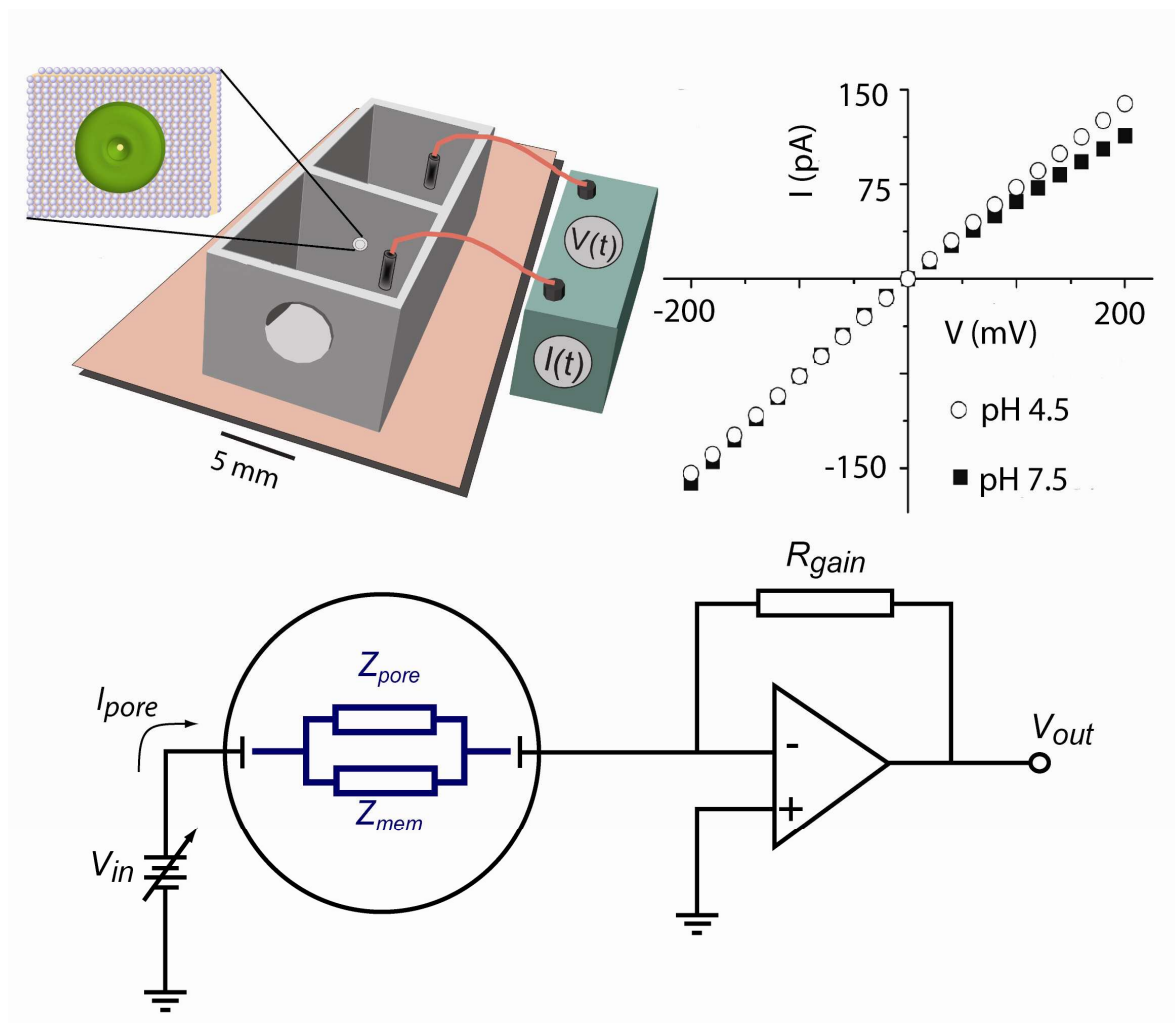 V(t)
I(t)
5 mm
150
I (pA)
75
-200
200
V (mV)
pH 4.5
-150
pH 7.5
R_gain
Z_pore
I_pore
-
V_out
+
Z_mem
V_in